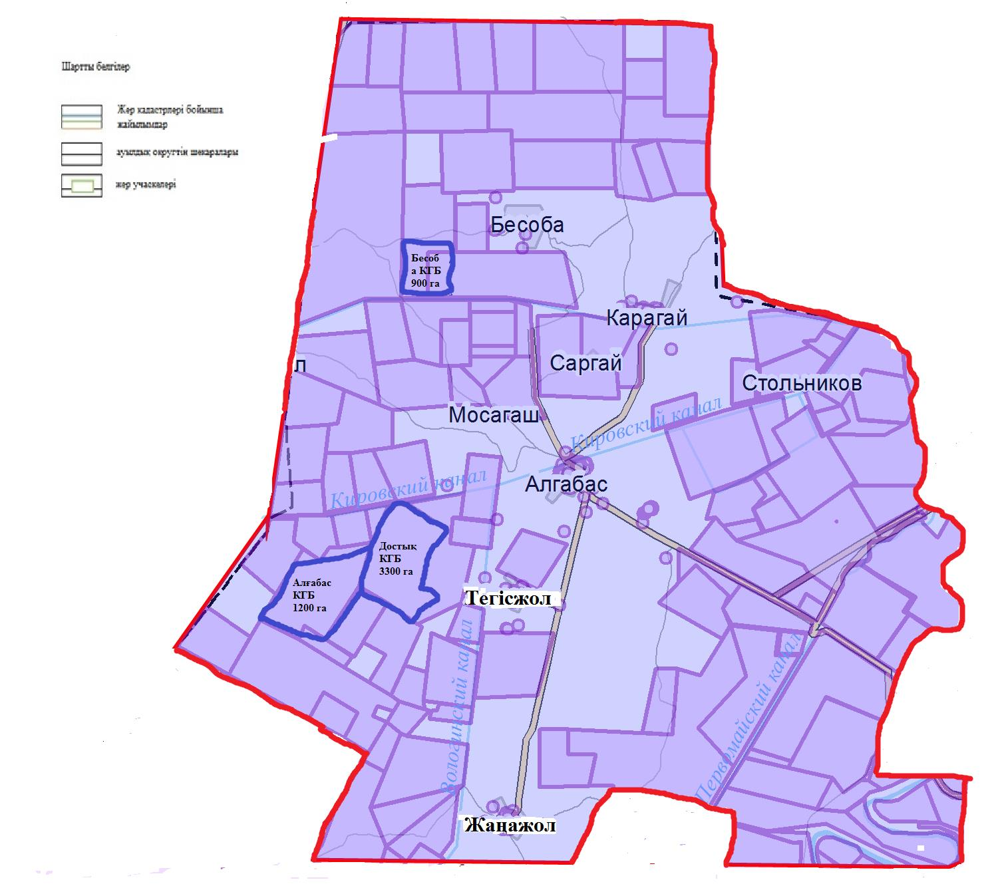 Шартты белгілер
Жер кадастрлері бойынша
жайылымдар
ауылдық округтің шекаралары
жер учаскелері
Бесоба
Бесоб
а КГБ
900 га
Карагай
Саргай
л
Стольников
Мосагаш
Кировский канал
Кировский канал
Алгабас
Достық
КГБ
3300 га
Алғабас
КГБ
1200 га
Тегісжол
Вологинский канал
Первомайский канал
Жаңажол